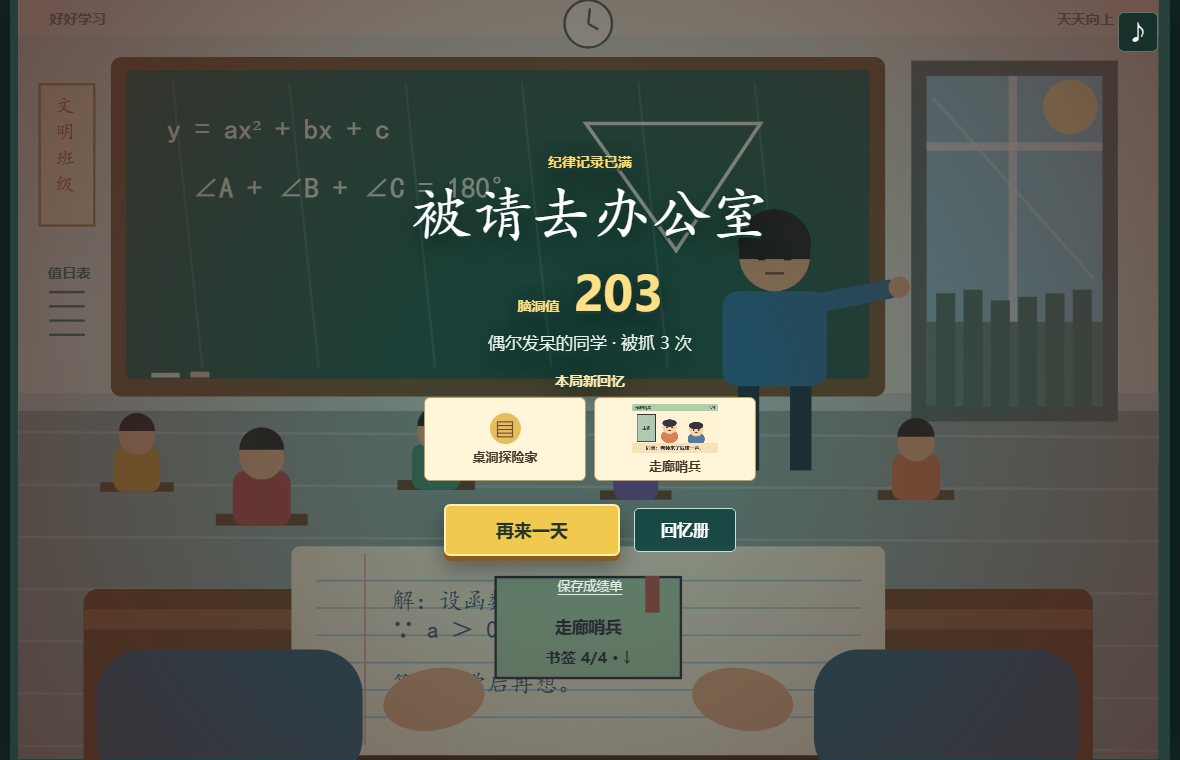 好好学习
天天向上
♪
文明班级
y = ax² + bx + c
∠A + ∠B + ∠C = 180°
纪律记录已满
被请去办公室
值日表
脑洞值 203
偶尔发呆的同学 · 被抓 3 次
本局新回忆
桌洞探险家
走廊哨兵
再来一天
回忆册
保存成绩单
解：设函
∵ a > 0
走廊哨兵
书签 4/4 • ↓
后再想。